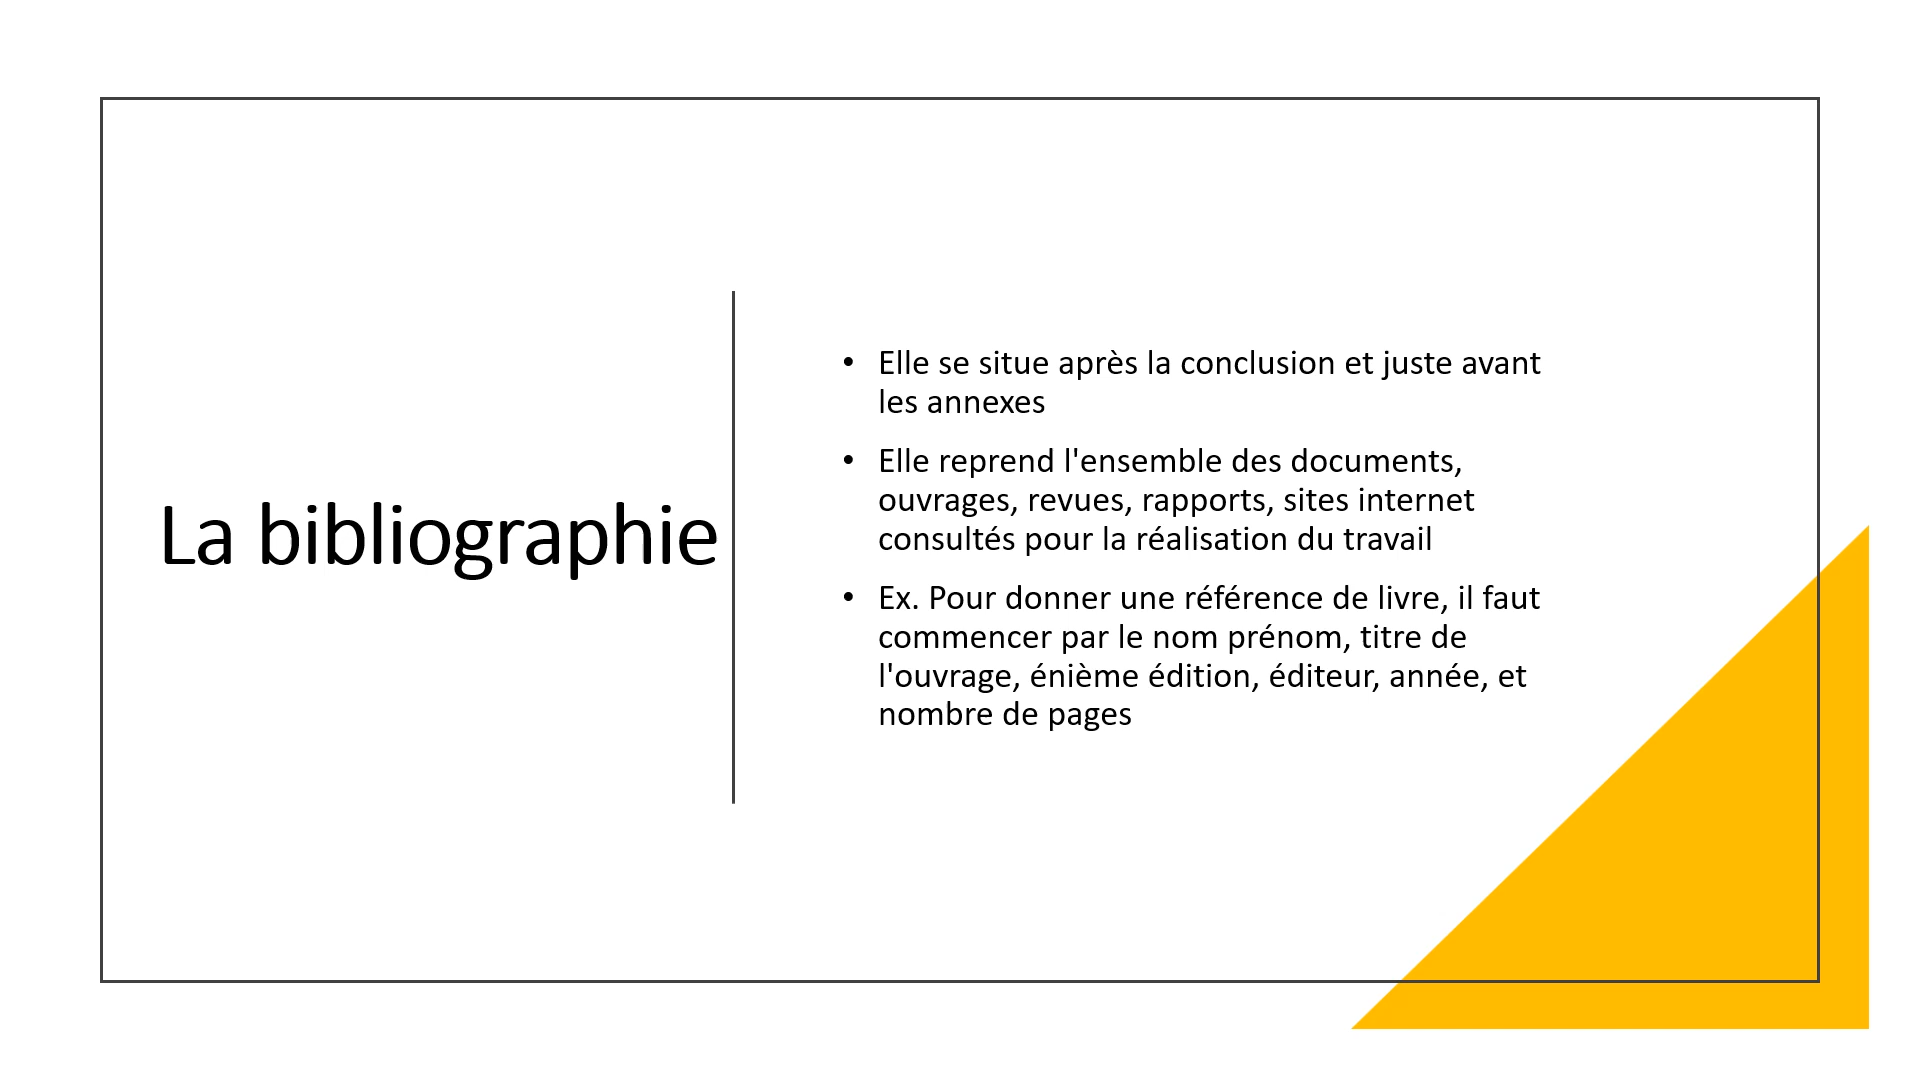 La bibliographie
• Elle se situe après la conclusion et juste avant
les annexes
• Elle reprend l'ensemble des documents,
ouvrages, revues, rapports, sites internet
consultés pour la réalisation du travail
• Ex. Pour donner une référence de livre, il faut
commencer par le nom prénom, titre de
l'ouvrage, énième édition, éditeur, année, et
nombre de pages